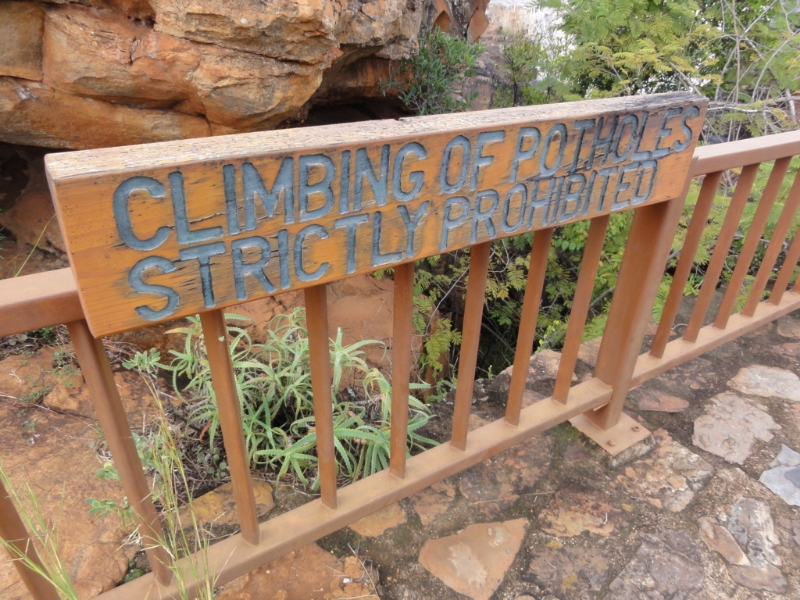 CLIMBING OF POTHOLES
STRICTLY PROHIBITED